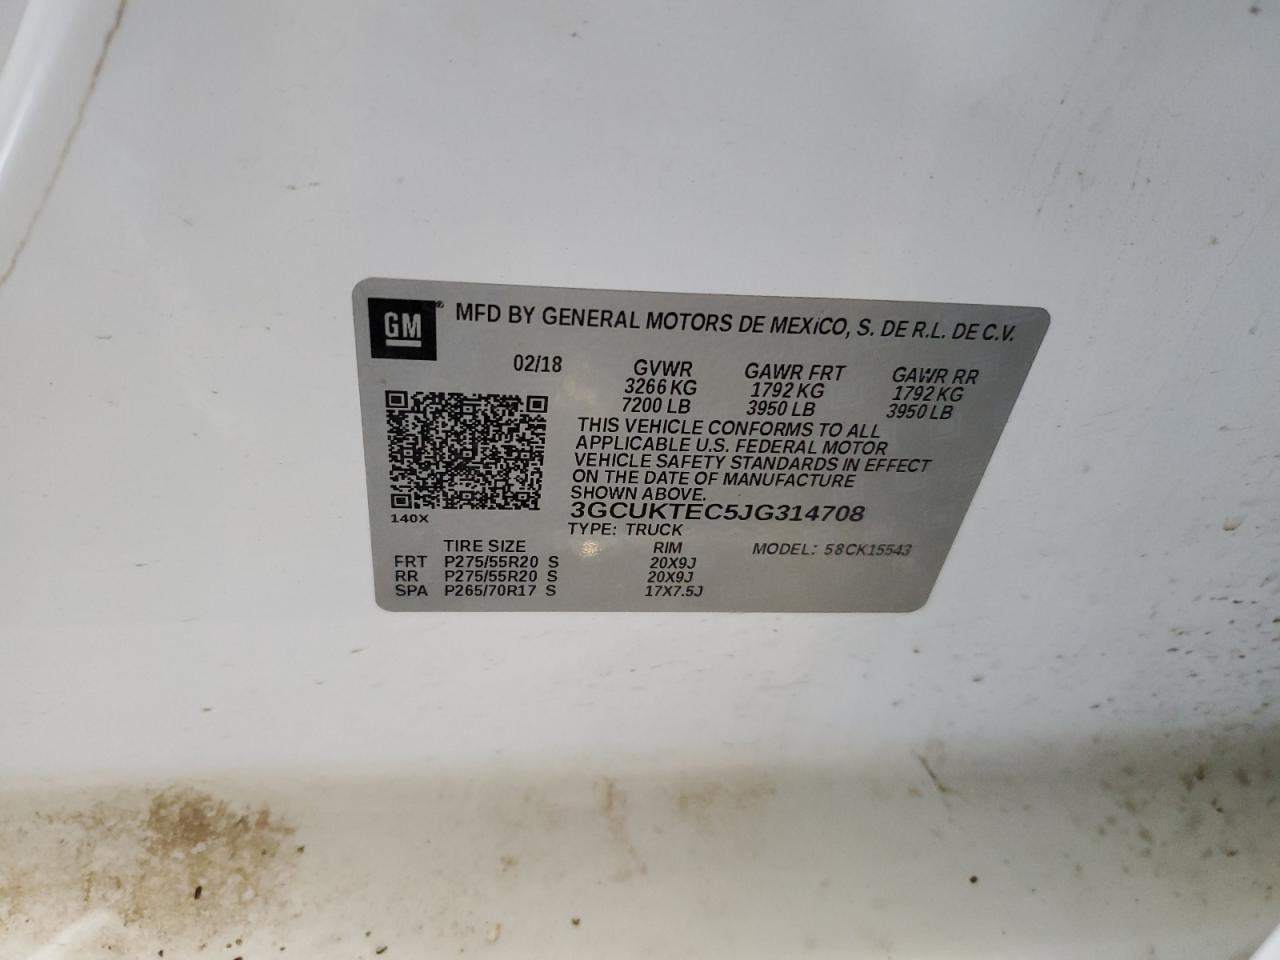 GM ® MFD BY GENERAL MOTORS DE MEXiCO, S. DE R.L. DE C.V.
02/18 GVWR GAWR FRT GAWR RR
3266 KG 1792 KG 1792 KG
7200 LB 3950 LB 3950 LB
THIS VEHICLE CONFORMS TO ALL
APPLICABLE U.S. FEDERAL MOTOR
VEHICLE SAFETY STANDARDS IN EFFECT
ON THE DATE OF MANUFACTURE
SHOWN ABOVE.
3GCUKTEC5JG314708
140X
TYPE: TRUCK
TIRE SIZE RIM MODEL: 58CK15543
FRT P275/55R20 S 20X9J
RR P275/55R20 S 20X9J
SPA P265/70R17 S 17X7.5J